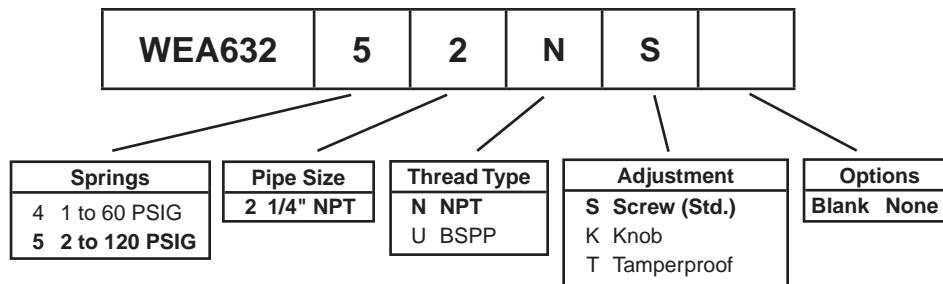 WEA632 5 2 N S
Springs
4 1 to 60 PSIG
5 2 to 120 PSIG
Pipe Size
2 1/4" NPT
Thread Type
N NPT
U BSPP
Adjustment
S Screw (Std.)
K Knob
T Tamperproof
Options
Blank None